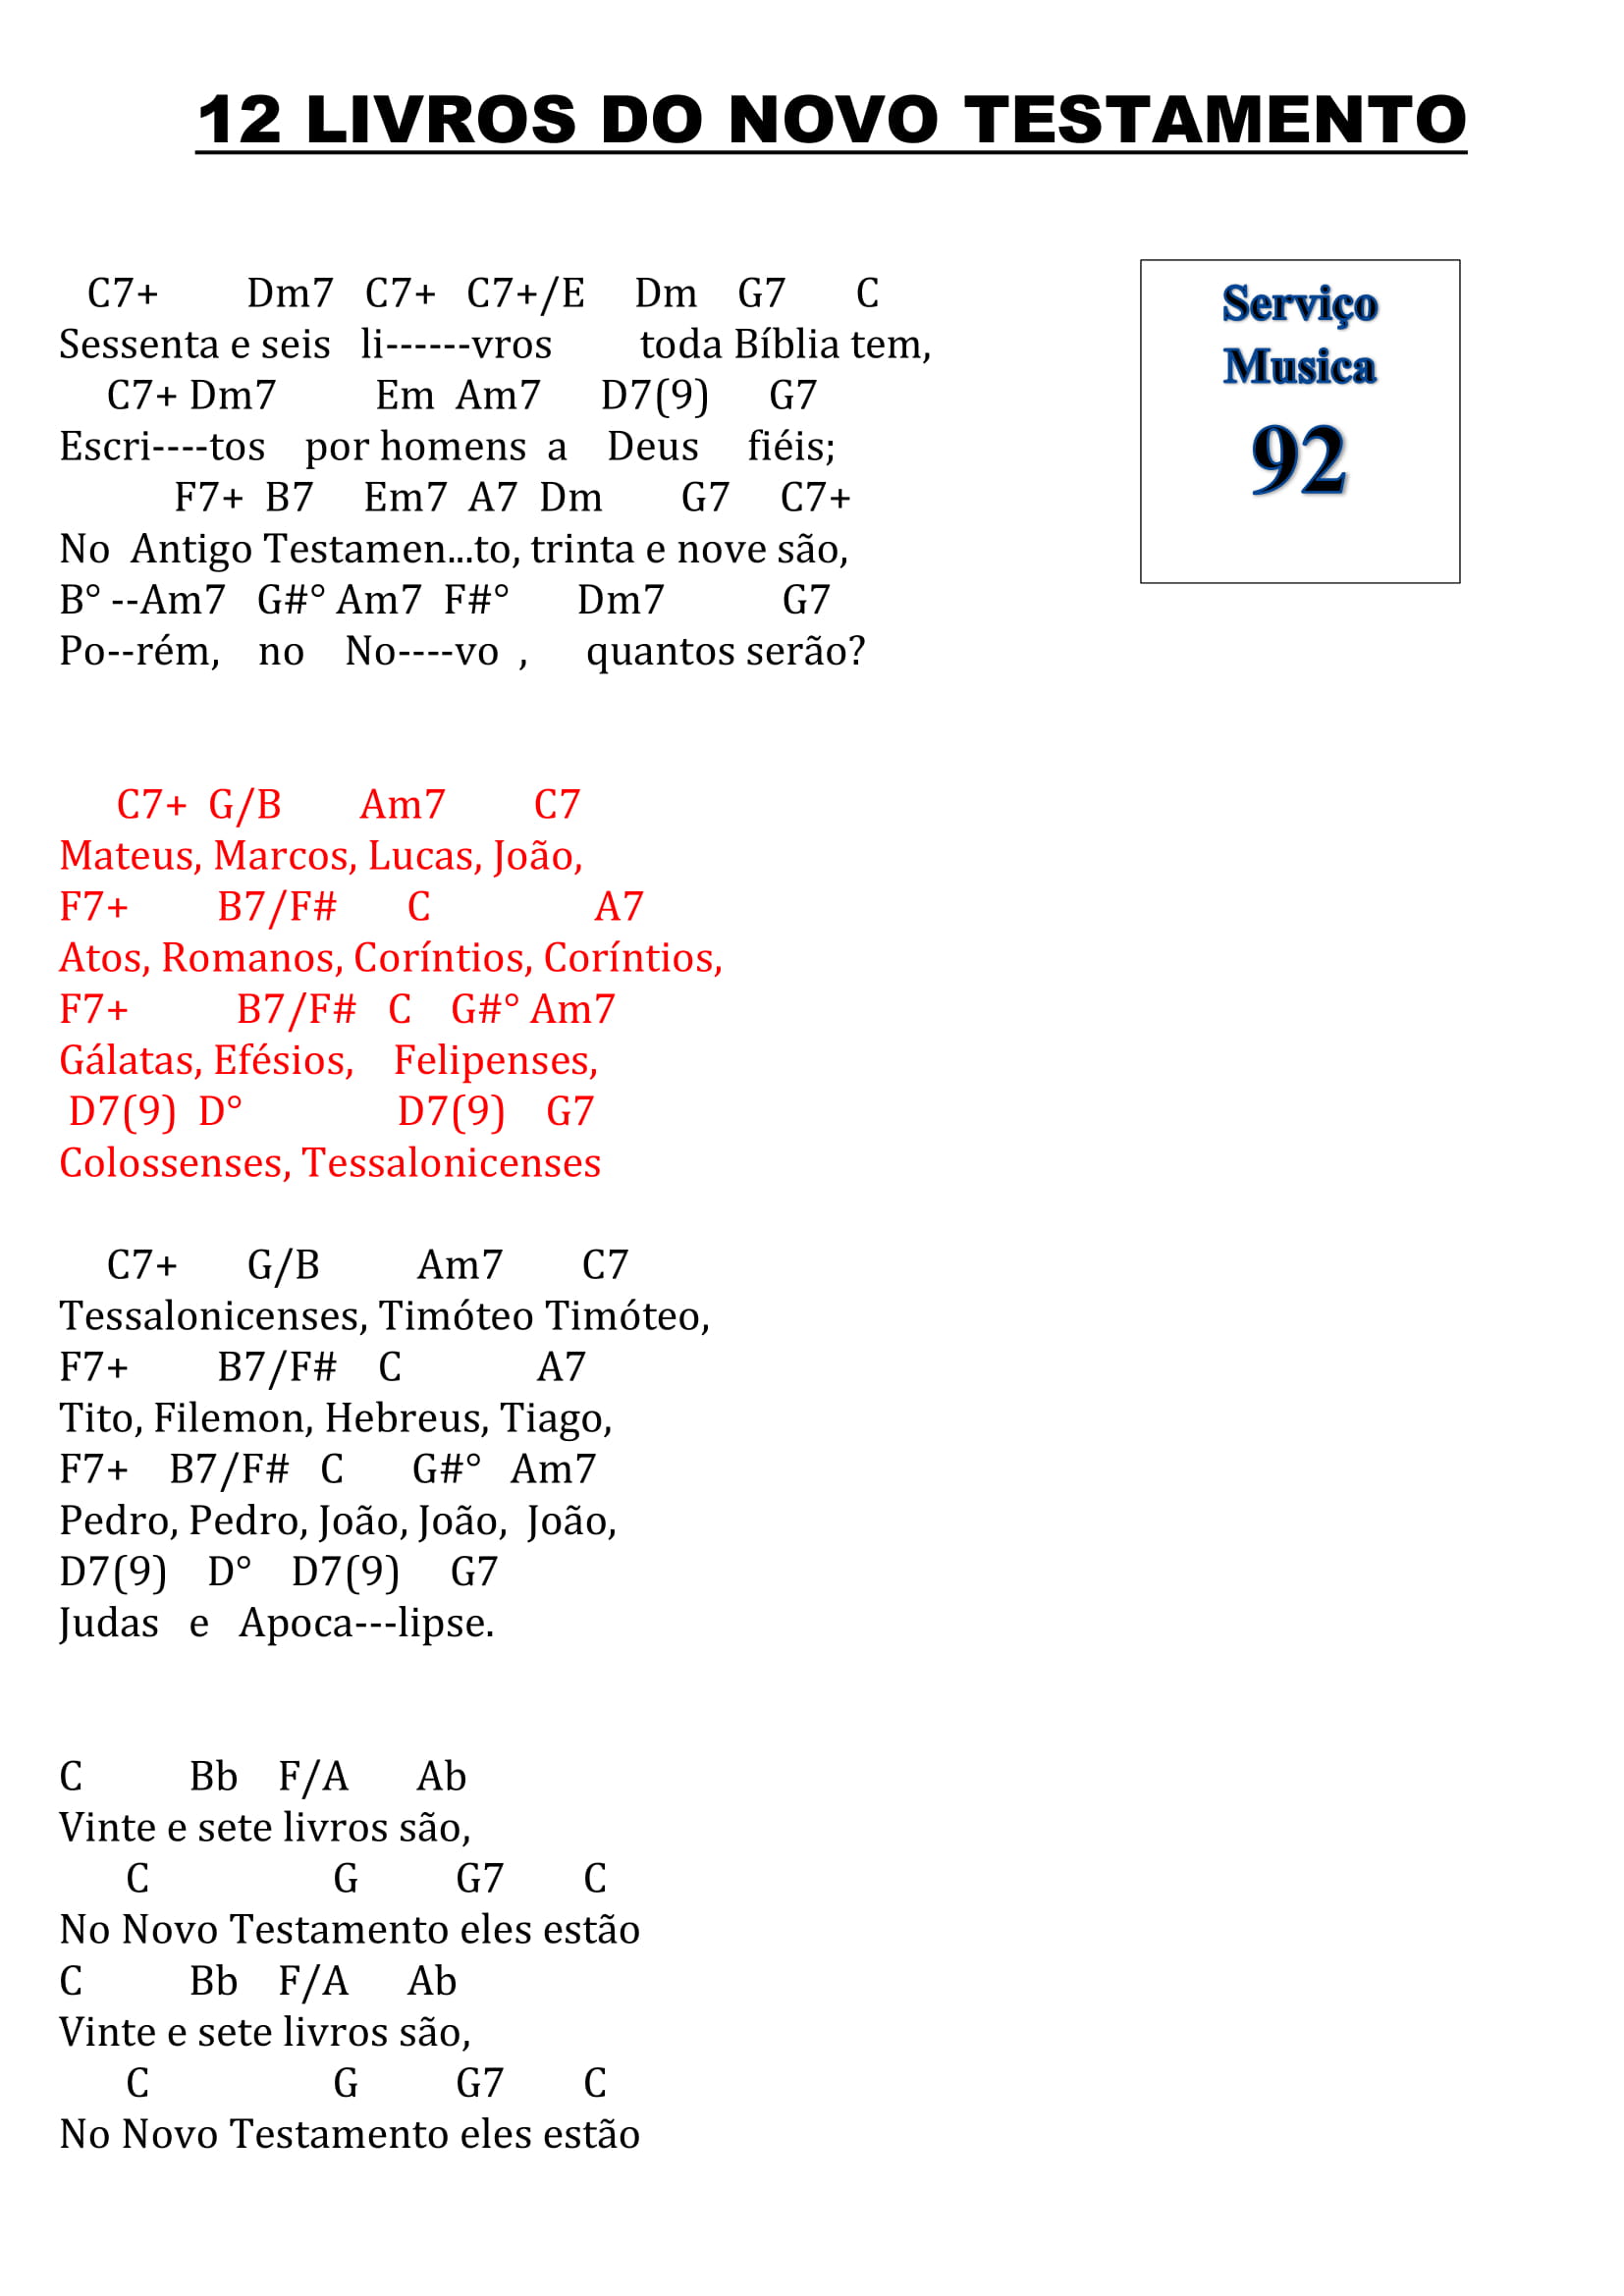 12 LIVROS DO NOVO TESTAMENTO
C7+ Dm7 C7+ C7+/E Dm G7 C
Sessenta e seis li------vros toda Bíblia tem,
C7+ Dm7 Em Am7 D7(9) G7
Escri----tos por homens a Deus fiéis;
F7+ B7 Em7 A7 Dm G7 C7+
No Antigo Testamen...to, trinta e nove são,
B° --Am7 G#° Am7 F#° Dm7 G7
Po--rém, no No----vo , quantos serão?
Serviço
Musica
92
C7+ G/B Am7 C7
Mateus, Marcos, Lucas, João,
F7+ B7/F# C A7
Atos, Romanos, Coríntios, Coríntios,
F7+ B7/F# C G#° Am7
Gálatas, Efésios, Felipenses,
D7(9) D° D7(9) G7
Colossenses, Tessalonicenses
C7+ G/B Am7 C7
Tessalonicenses, Timóteo Timóteo,
F7+ B7/F# C A7
Tito, Filemon, Hebreus, Tiago,
F7+ B7/F# C G#° Am7
Pedro, Pedro, João, João, João,
D7(9) D° D7(9) G7
Judas e Apoca---lipse.
C Bb F/A Ab
Vinte e sete livros são,
C G G7 C
No Novo Testamento eles estão
C Bb F/A Ab
Vinte e sete livros são,
C G G7 C
No Novo Testamento eles estão